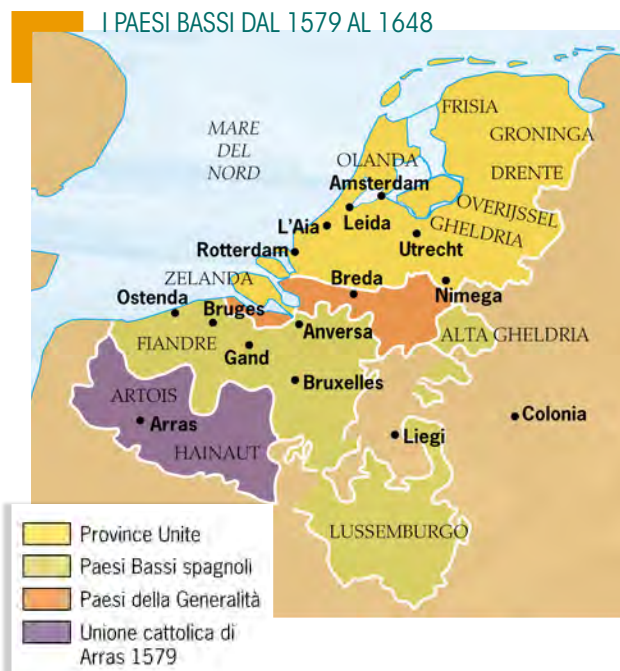 I PAESI BASSI DAL 1579 AL 1648
FRISIA
GRONINGA
MARE
DEL
NORD
OLANDA
DRENTE
Amsterdam
OVERIJSSEL
Leida
GHELDRIA
L'Aia
Utrecht
Rotterdam
ZELANDA
Breda
Nimega
Ostenda
Bruges
Anversa
ALTA GHELDRIA
FIANDRE
Gand
Bruxelles
ARTOIS
Arras
Colonia
Liegi
HAINAUT
LUSSEMBURGO
Province Unite
Paesi Bassi spagnoli
Paesi della Generalità
Unione cattolica di
Arras 1579